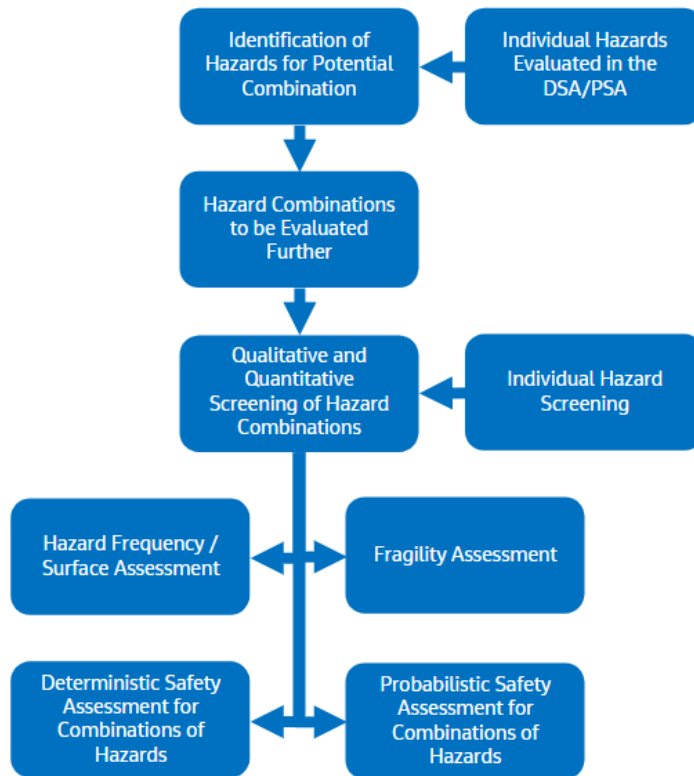 Identification of
Hazards for Potential
Combination
Individual Hazards
Evaluated in the
DSA/PSA
Hazard Combinations
to be Evaluated
Further
Qualitative and
Quantitative
Screening of Hazard
Combinations
Individual Hazard
Screening
Hazard Frequency /
Surface Assessment
Fragility Assessment
Deterministic Safety
Assessment for
Combinations of
Hazards
Probabilistic Safety
Assessment for
Combinations of
Hazards